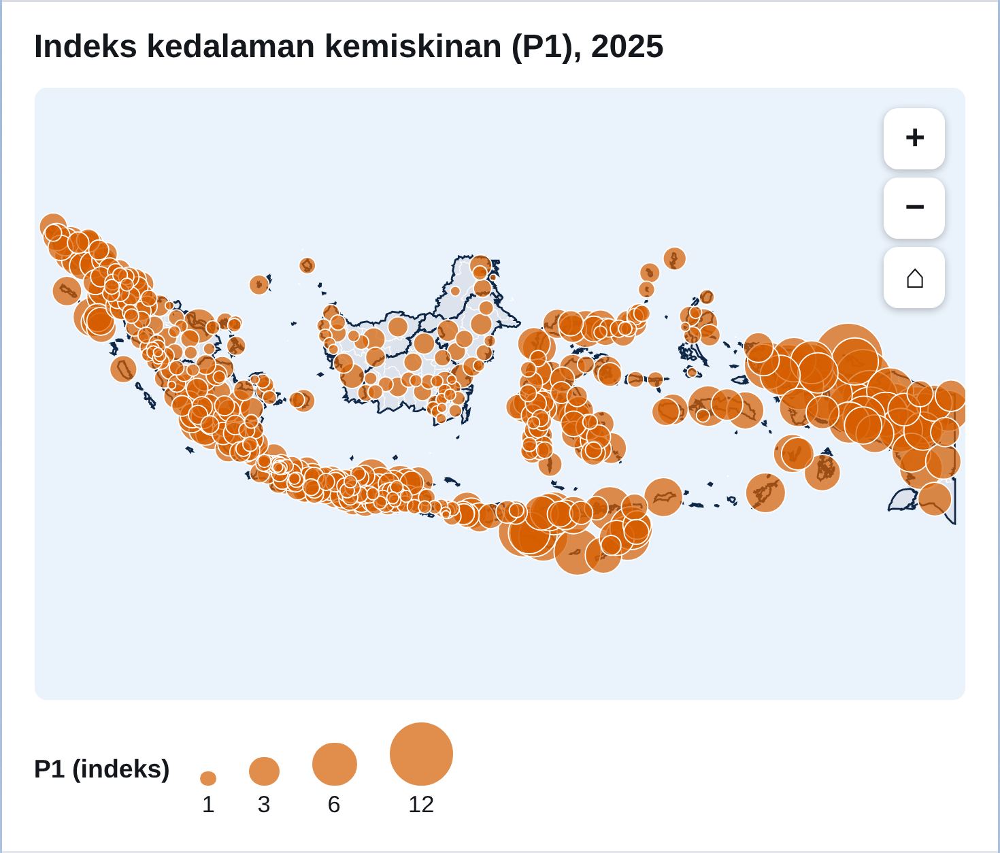 Indeks kedalaman kemiskinan (P1), 2025
+
−
⌂
P1 (indeks)
1 3 6 12